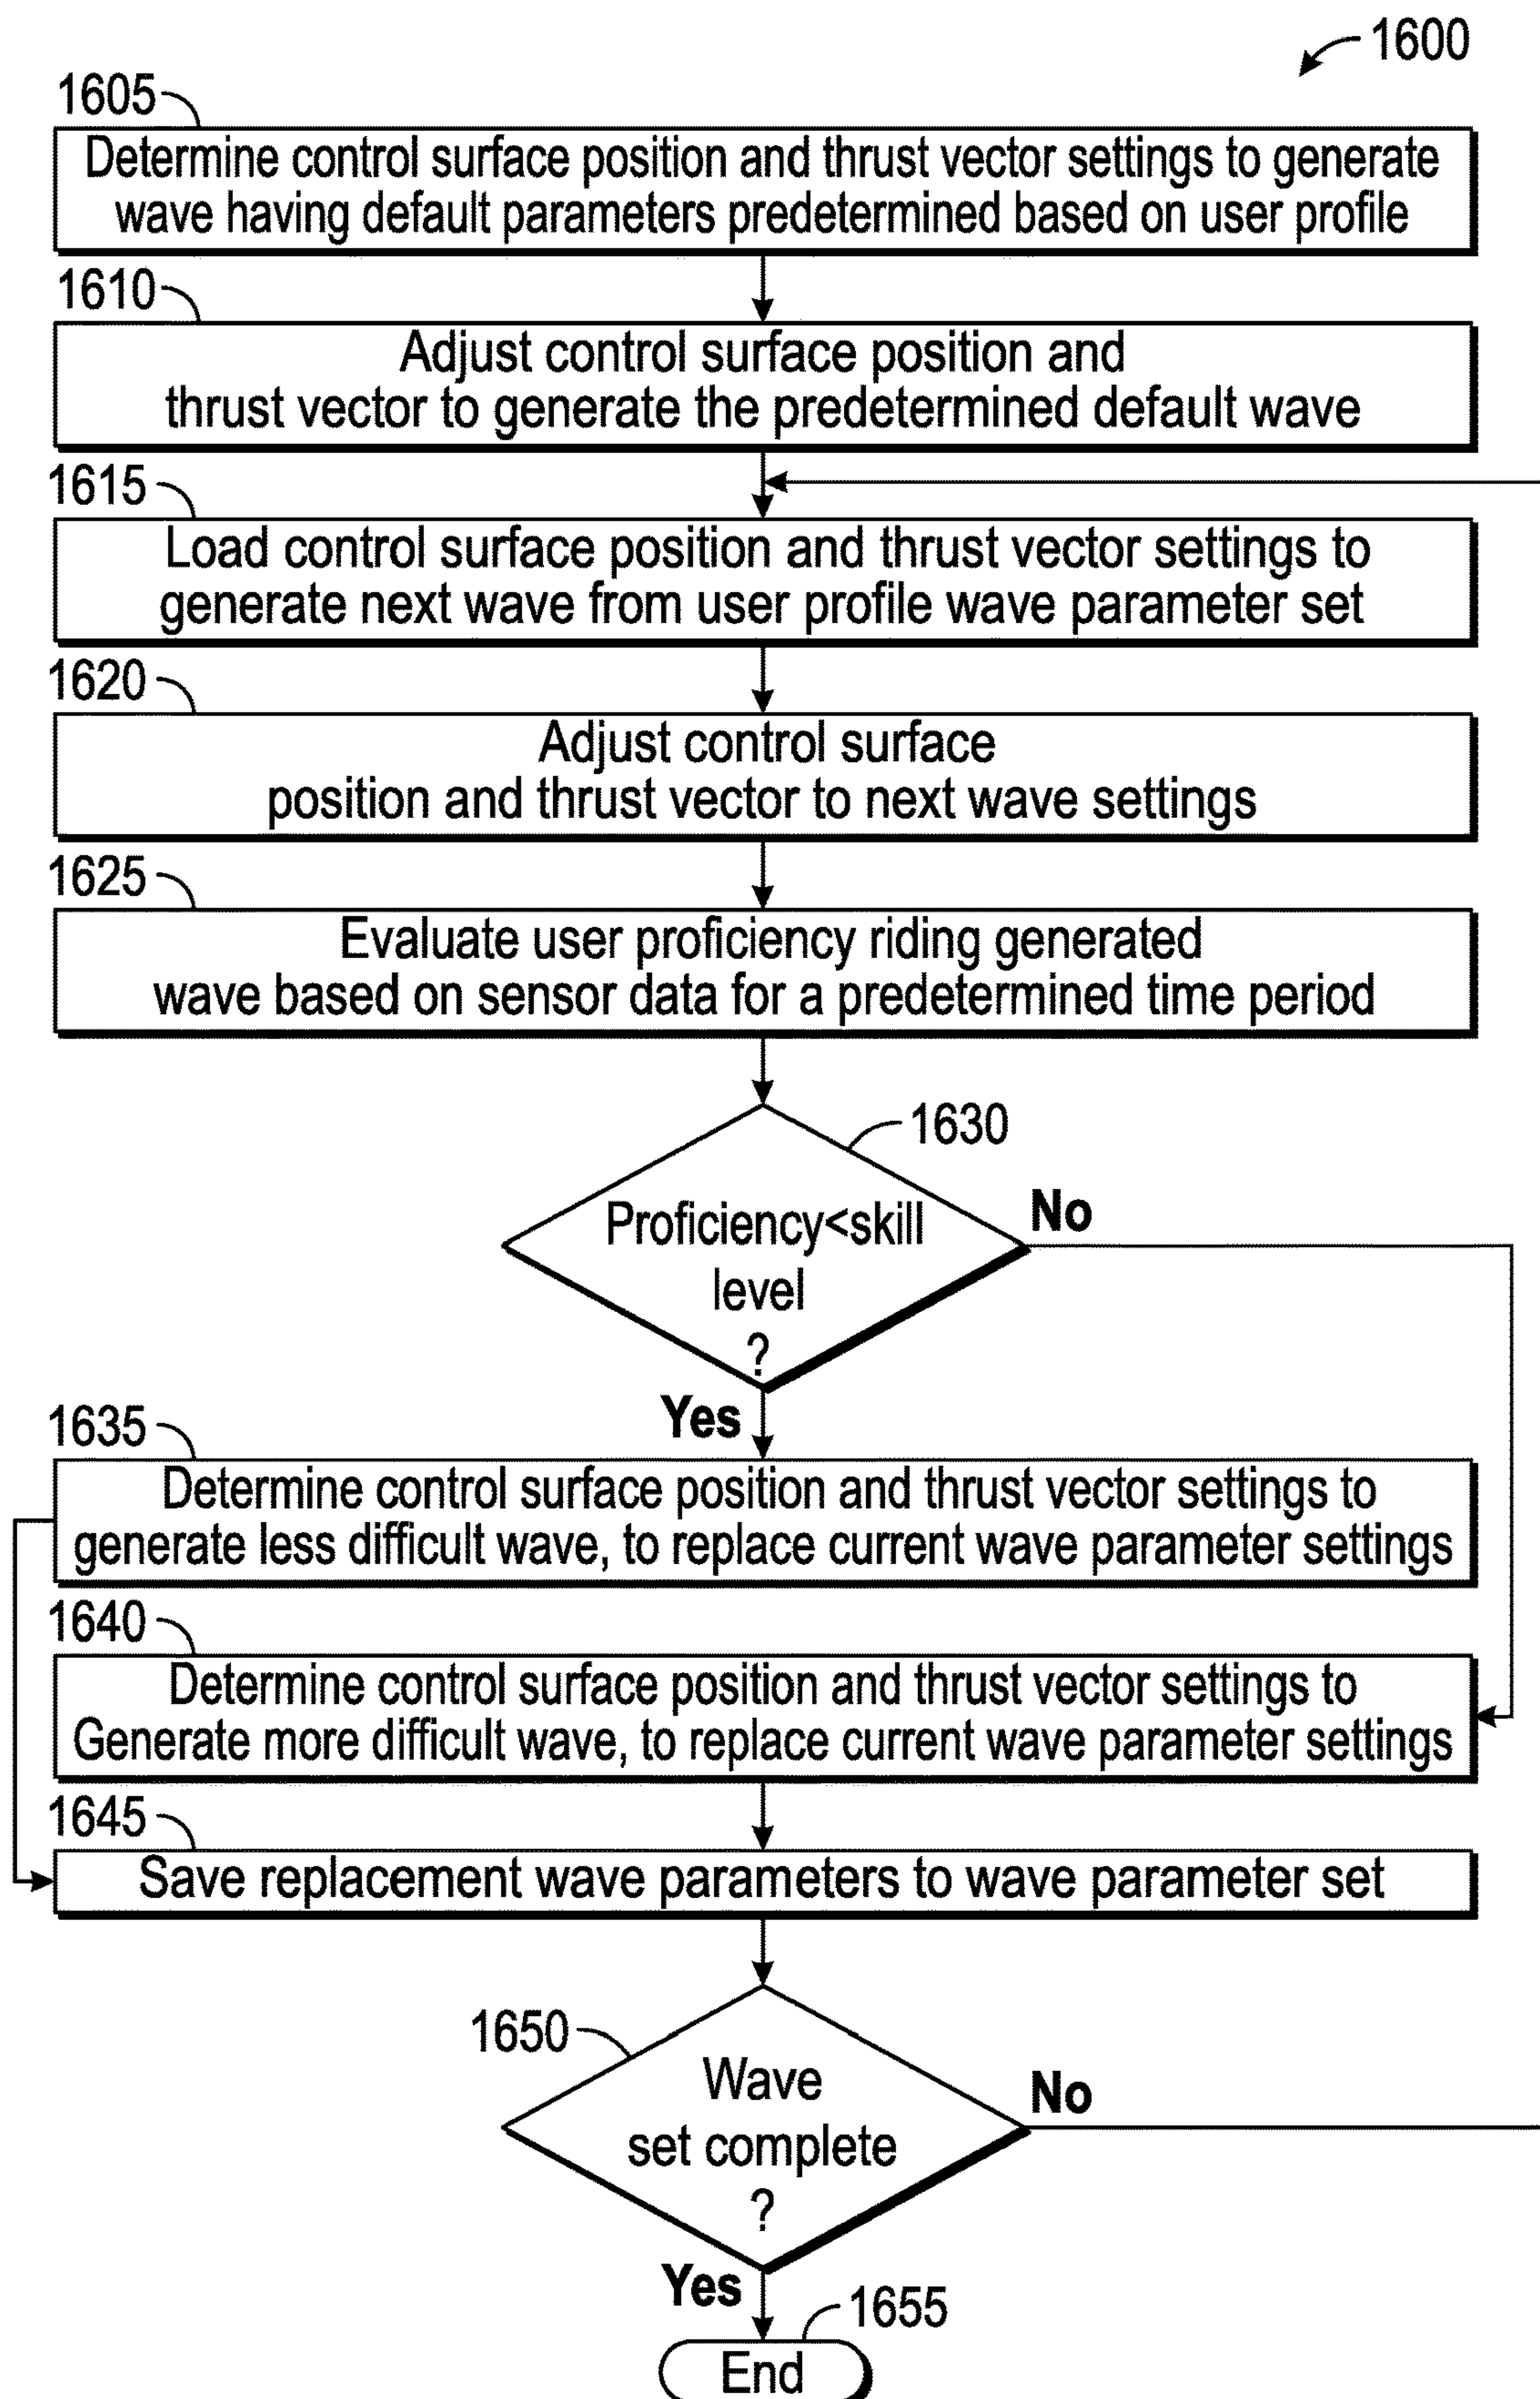 1600
1605
Determine control surface position and thrust vector settings to generate
wave having default parameters predetermined based on user profile
1610
Adjust control surface position and
thrust vector to generate the predetermined default wave
1615
Load control surface position and thrust vector settings to
generate next wave from user profile wave parameter set
1620
Adjust control surface
position and thrust vector to next wave settings
1625
Evaluate user proficiency riding generated
wave based on sensor data for a predetermined time period
1630
Proficiency<skill
level
?
No
Yes
1635
Determine control surface position and thrust vector settings to
generate less difficult wave, to replace current wave parameter settings
1640
Determine control surface position and thrust vector settings to
Generate more difficult wave, to replace current wave parameter settings
1645
Save replacement wave parameters to wave parameter set
1650
Wave
set complete
?
No
Yes
1655
End